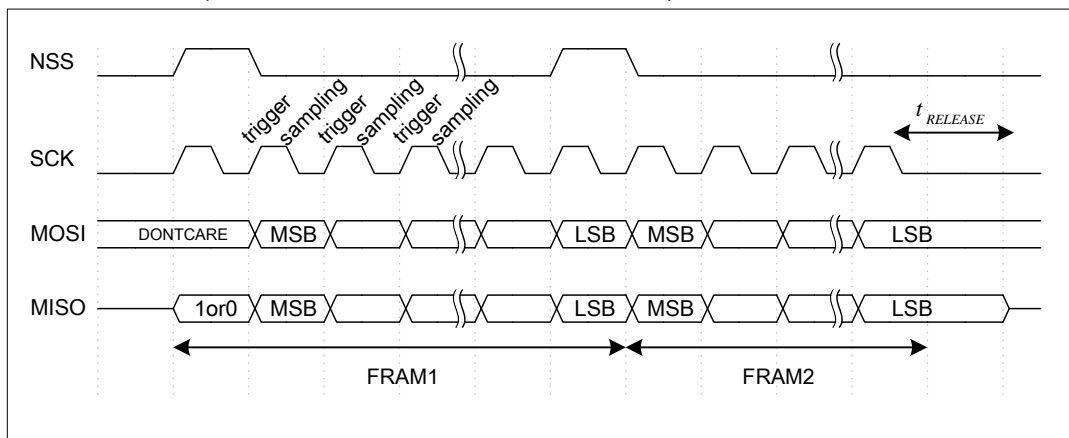 NSS
trigger
sampling
trigger
sampling
trigger
sampling
t RELEASE
SCK
MOSI
DONTCARE
MSB
LSB
MSB
LSB
MISO
1or0
MSB
LSB
MSB
LSB
FRAM1
FRAM2